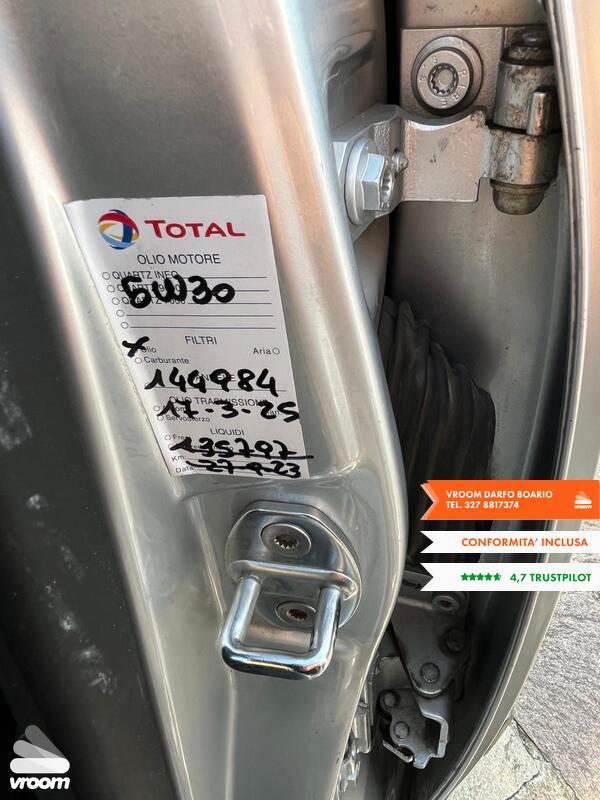 TOTAL
OLIO MOTORE
QUARTZ INEO
5W30
FILTRI
Olio
Aria
Carburante
144984
OLIO TRASMISSIONE
17-3-25
Servosterzo
LIQUIDI
135797
Km:
Data
27-9-23
VROOM DARFO BOARIO
TEL. 327 8817374
vroom
CONFORMITA’ INCLUSA
4,7 TRUSTPILOT
vroom